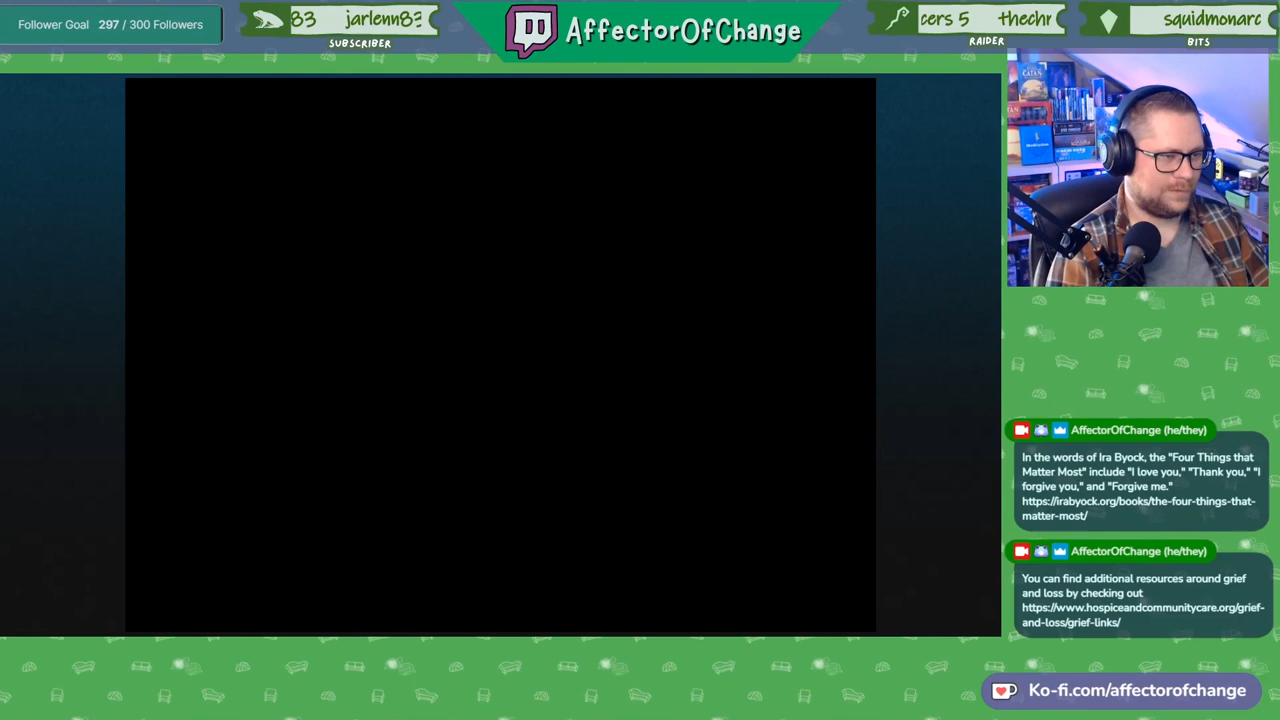 Follower Goal 297 / 300 Followers
83 jarlenn83
SUBSCRIBER
AffectorOfChange
cers 5 thechr
RAIDER
squidmonarc
BITS
CATAN
AffectorOfChange (he/they)
In the words of Ira Byock, the "Four Things that
Matter Most" include "I love you," "Thank you," "I
forgive you," and "Forgive me."
https://irabyock.org/books/the-four-things-that-
matter-most/
AffectorOfChange (he/they)
You can find additional resources around grief
and loss by checking out
https://www.hospiceandcommunitycare.org/grief-
and-loss/grief-links/
Ko-fi.com/affectorofchange